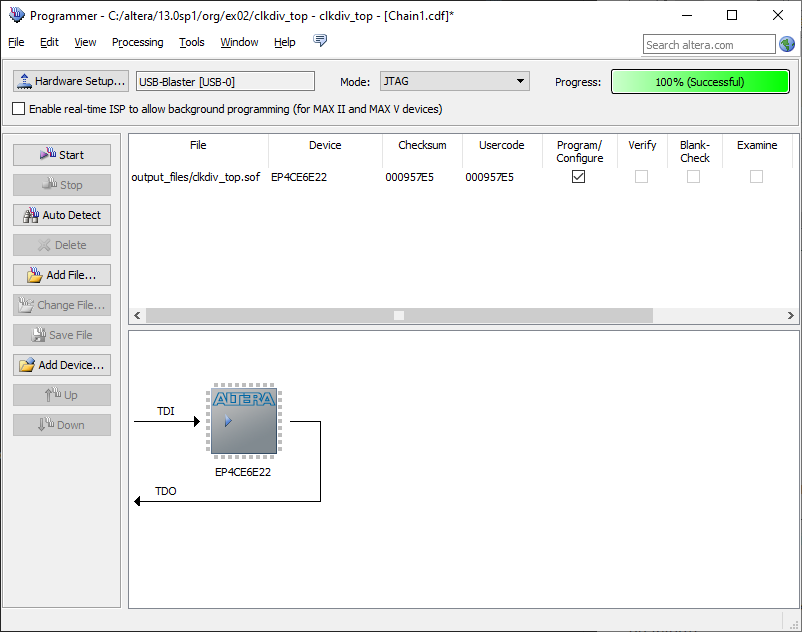 Programmer - C:/altera/13.0sp1/org/ex02/clkdiv_top - clkdiv_top - [Chain1.cdf]*
File Edit View Processing Tools Window Help
Search altera.com
Hardware Setup... USB-Blaster [USB-0] Mode: JTAG Progress: 100% (Successful)
Enable real-time ISP to allow background programming (for MAX II and MAX V devices)
Start
Stop
Auto Detect
Delete
Add File...
Change File...
Save File
Add Device...
Up
Down
File Device Checksum Usercode Program/ Verify Blank- Examine
Configure Check
output_files/clkdiv_top.sof EP4CE6E22 000957E5 000957E5
ALTERA
TDI
EP4CE6E22
TDO